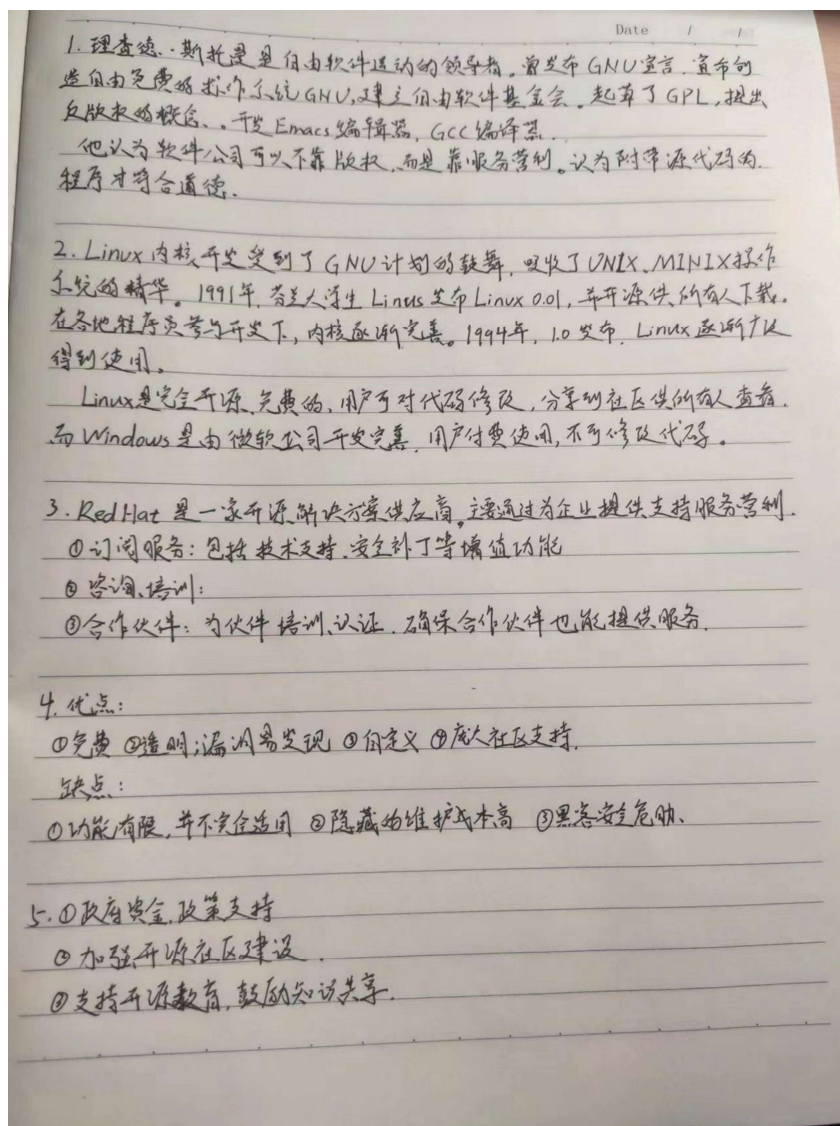 Date / /
1. 理查德·.斯托曼是自由软件运动的领导者。曾发布GNU宣言.宣布创
造自由免费的操作系统GNU,建立自由软件基金会。起草了GPL,提出
反版权的概念、。开发Emacs编辑器,GCC编译器.
他认为软件公司可以不靠版权,而是靠服务营利。认为附带源代码的
程序才符合道德.
2. Linux内核开发受到了GNU计划的鼓舞,吸收了UNIX、MINIX操作
系统的精华。1991年,芬兰大学生Linus发布Linux 0.01,并开源供所有人下载.
在各地程序员参与开发下,内核逐渐完善。1994年,1.0发布.Linux逐渐广泛
得到使用。
Linux是完全开源、免费的,用户可对代码修改,分享到社区供所有人查看.
而Windows是由微软公司开发完善,用户付费使用,不可修改代码。
3. RedHat是一家开源解决方案供应商。主要通过为企业提供支持服务营利.
①订阅服务:包括技术支持.安全补丁等增值功能
②咨询、培训:
③合作伙伴:为伙伴培训、认证.确保合作伙伴也能提供服务.
4. 优点:
①免费 ②透明;漏洞易发现 ③自定义 ④庞大社区支持.
缺点:
①功能有限,并不完全适用 ②隐藏的维护成本高 ③黑客安全危胁、
5. ①政府资金.政策支持
②加强开源社区建设.
③支持开源教育,鼓励知识共享.